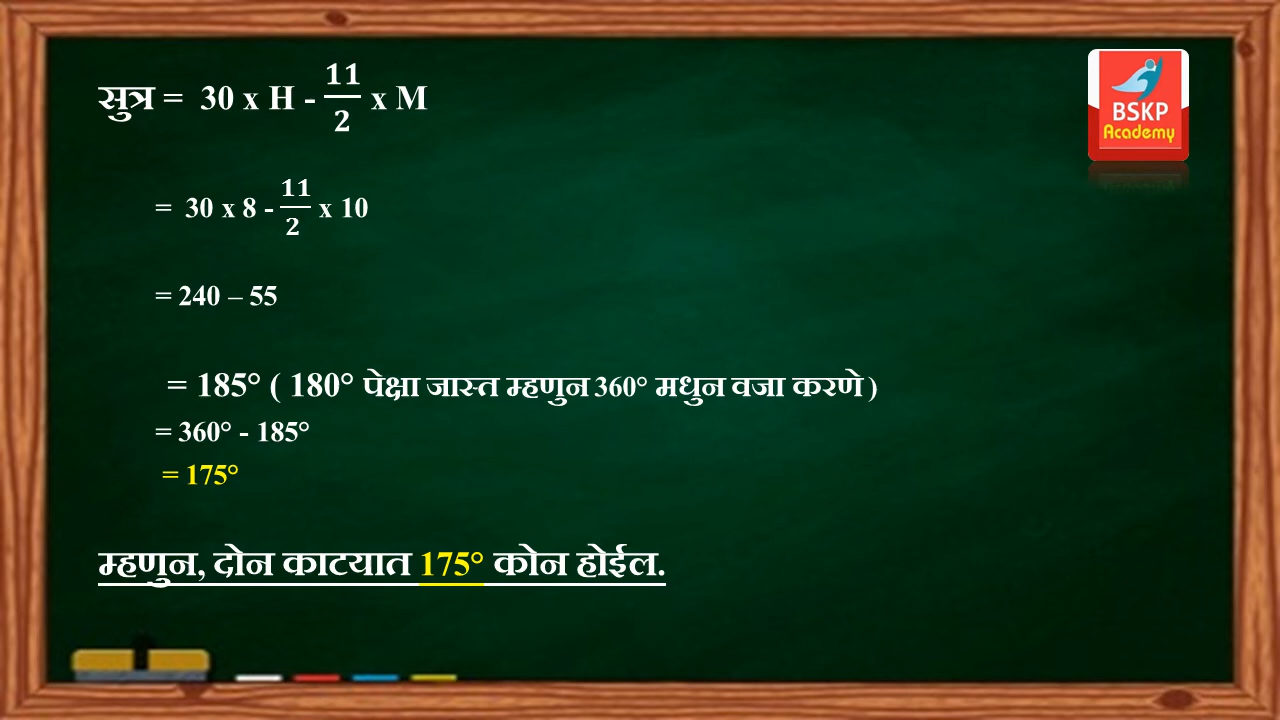 सुत्र = 30 x H - 11/2 x M
BSKP
Academy
= 30 x 8 - 11/2 x 10
= 240 – 55
= 185° ( 180° पेक्षा जास्त म्हणुन 360° मधुन वजा करणे )
= 360° - 185°
= 175°
म्हणुन, दोन काटयात 175° कोन होईल.